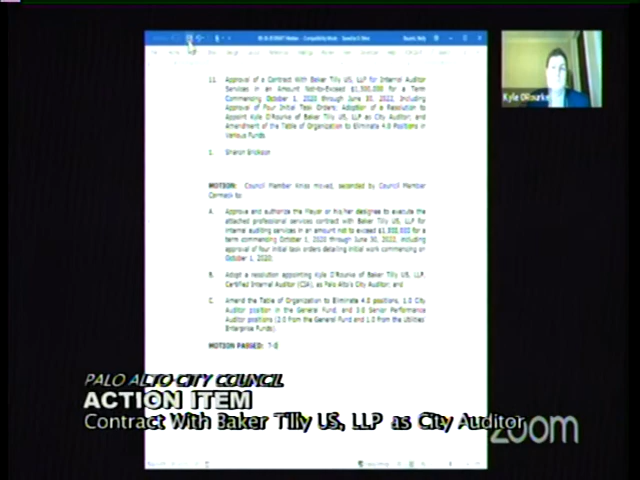 Kyle ORourke
11. Approval of a Contract With Baker Tilly US, LLP for Internal Auditor
Services in an Amount Not-to-Exceed $1,500,000 for a Term
Commencing October 1, 2020 through June 30, 2022, Including
Approval of Four Initial Task Orders; Adoption of a Resolution to
Appoint Kyle O'Rourke of Baker Tilly US, LLP as City Auditor; and
Amendment of the Table of Organization to Eliminate 4.0 Positions in
Various Funds.
1. Sharon Erickson
MOTION: Council Member Kniss moved, seconded by Council Member
Cormack to:
A. Approve and authorize the Mayor or his/her designee to execute the
attached professional services contract with Baker Tilly US, LLP for
internal auditing services in an amount not to exceed $1,500,000 for a
term commencing October 1, 2020 through June 30, 2022, including
approval of four initial task orders detailing initial work commencing on
October 1, 2020;
B. Adopt a resolution appointing Kyle O'Rourke of Baker Tilly US, LLP,
Certified Internal Auditor (CIA), as Palo Alto's City Auditor; and
C. Amend the Table of Organization to Eliminate 4.0 positions, 1.0 City
Auditor position in the General Fund, and 3.0 Senior Performance
Auditor positions (2.0 from the General Fund and 1.0 from the Utilities'
Enterprise Funds).
MOTION PASSED: 7-0
PALO ALTO CITY COUNCIL
ACTION ITEM
Contract With Baker Tilly US, LLP as City Auditor
zoom